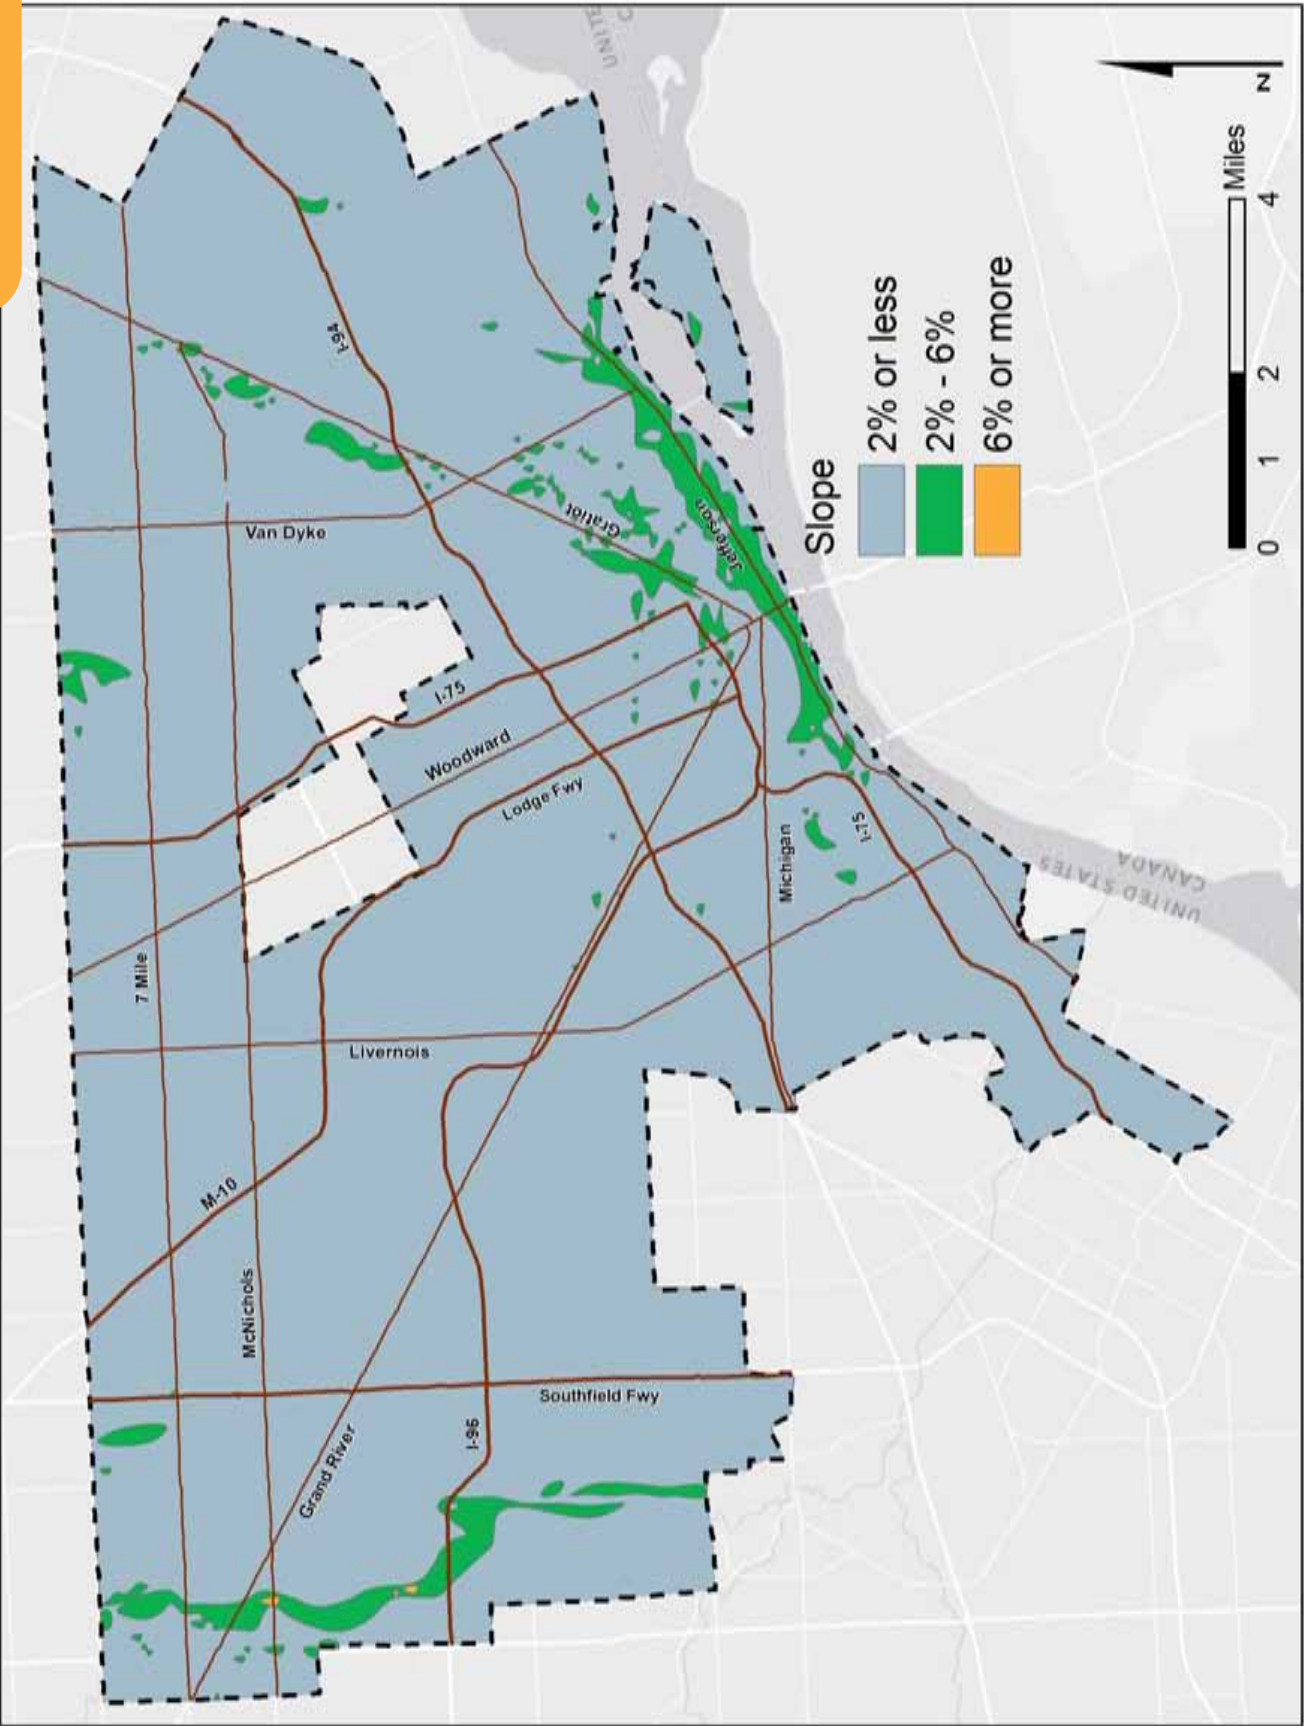 UNITE
C
I-94
Van Dyke
Gratiot
Jefferson
I-75
Woodward
Lodge Fwy
7 Mile
Michigan
I-75
Livernois
M-10
McNichols
Grand River
Southfield Fwy
I-96
UNITED STATES
CANADA
Slope
2% or less
2% - 6%
6% or more
0 1 2 4 Miles
N